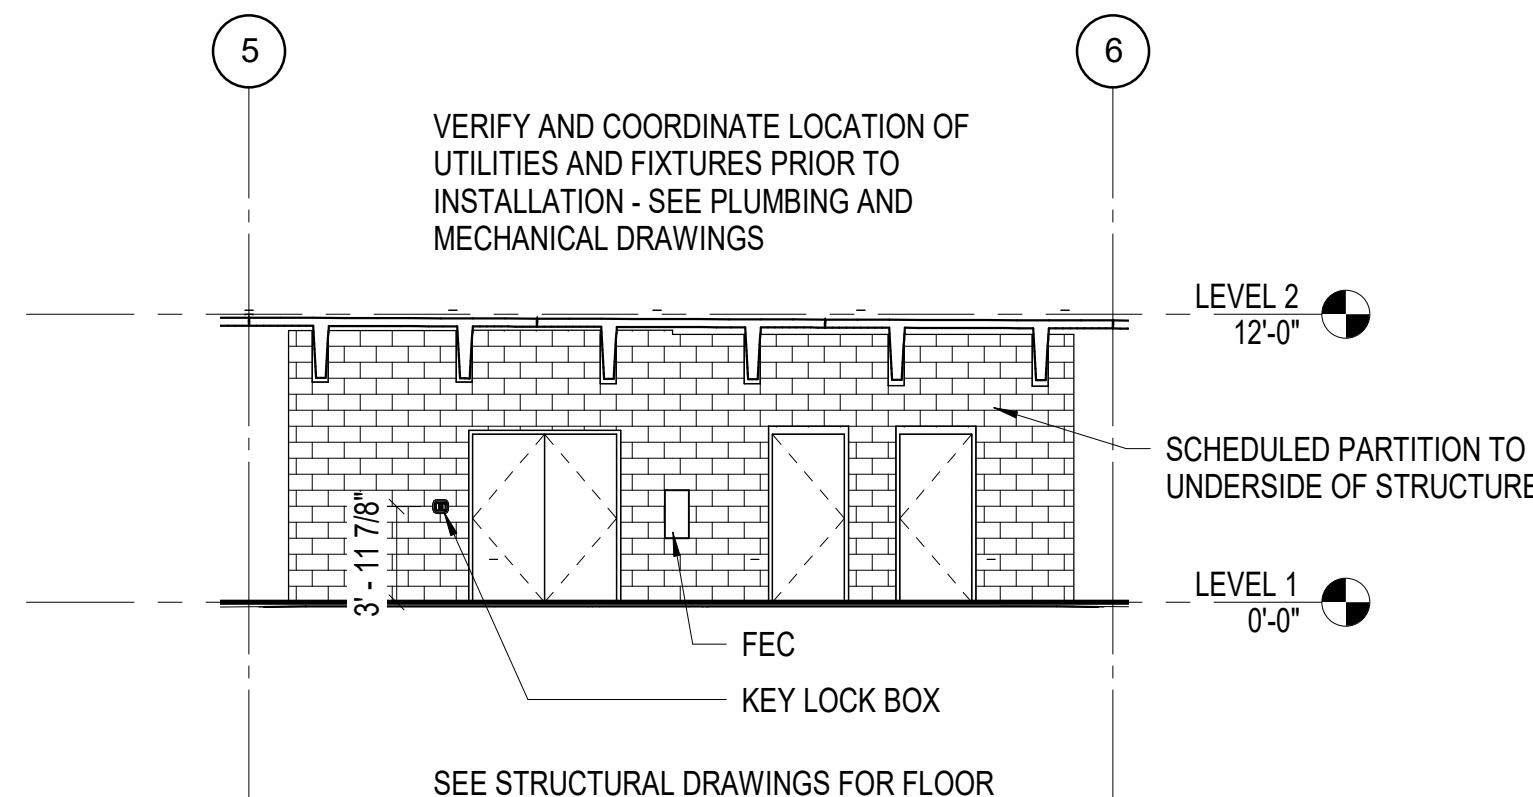 5
6
VERIFY AND COORDINATE LOCATION OF
UTILITIES AND FIXTURES PRIOR TO
INSTALLATION - SEE PLUMBING AND
MECHANICAL DRAWINGS
LEVEL 2
12'-0"
SCHEDULED PARTITION TO
UNDERSIDE OF STRUCTURE
3' - 11 7/8"
LEVEL 1
0'-0"
FEC
KEY LOCK BOX
SEE STRUCTURAL DRAWINGS FOR FLOOR